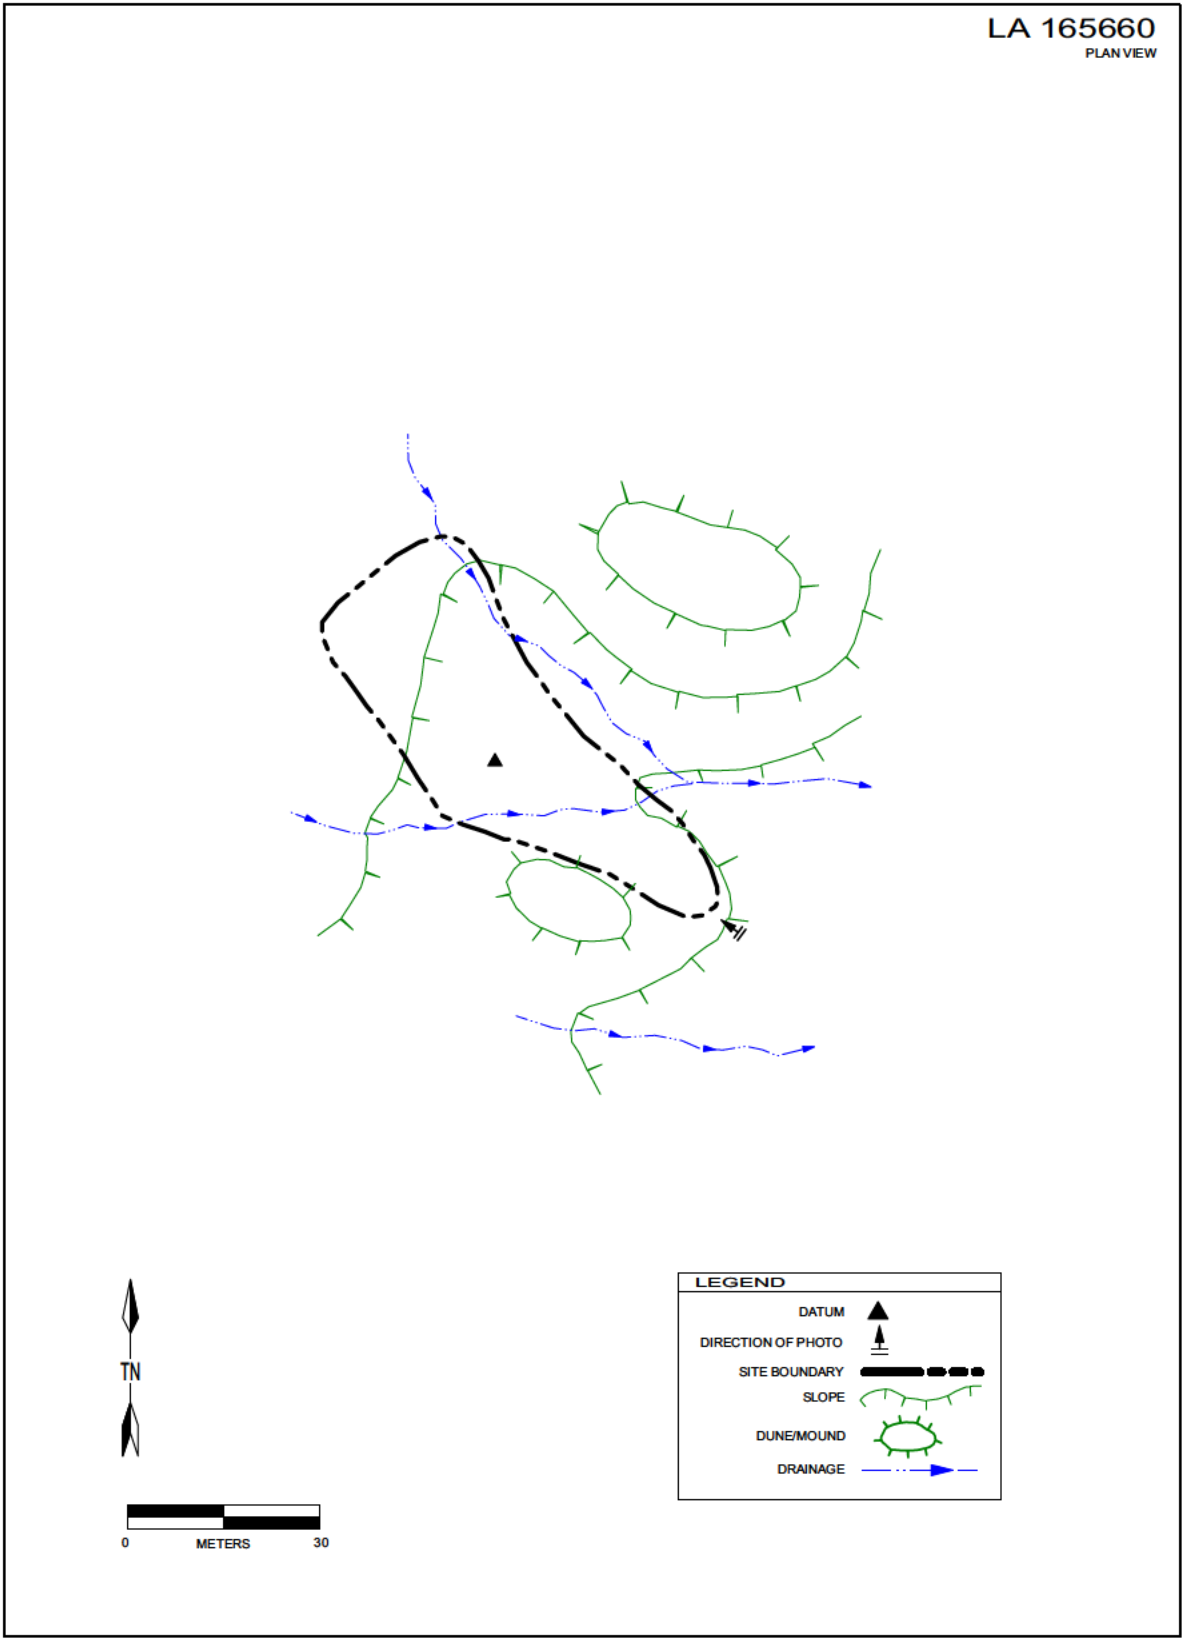 LA 165660
PLAN VIEW
LEGEND
DATUM
DIRECTION OF PHOTO
SITE BOUNDARY
SLOPE
DUNE/MOUND
DRAINAGE
TN
0 METERS 30